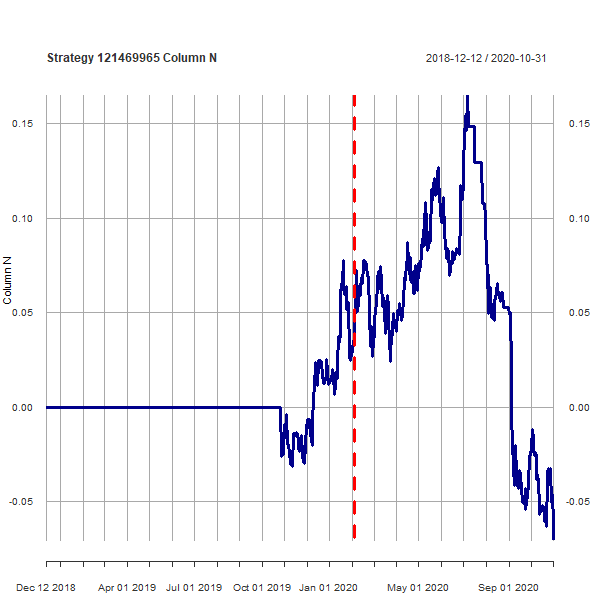 Strategy 121469965 Column N 2018-12-12 / 2020-10-31
0.15 0.15
0.10 0.10
Column N
0.05 0.05
0.00 0.00
-0.05 -0.05
Dec 12 2018 Apr 01 2019 Jul 01 2019 Oct 01 2019 Jan 01 2020 May 01 2020 Sep 01 2020